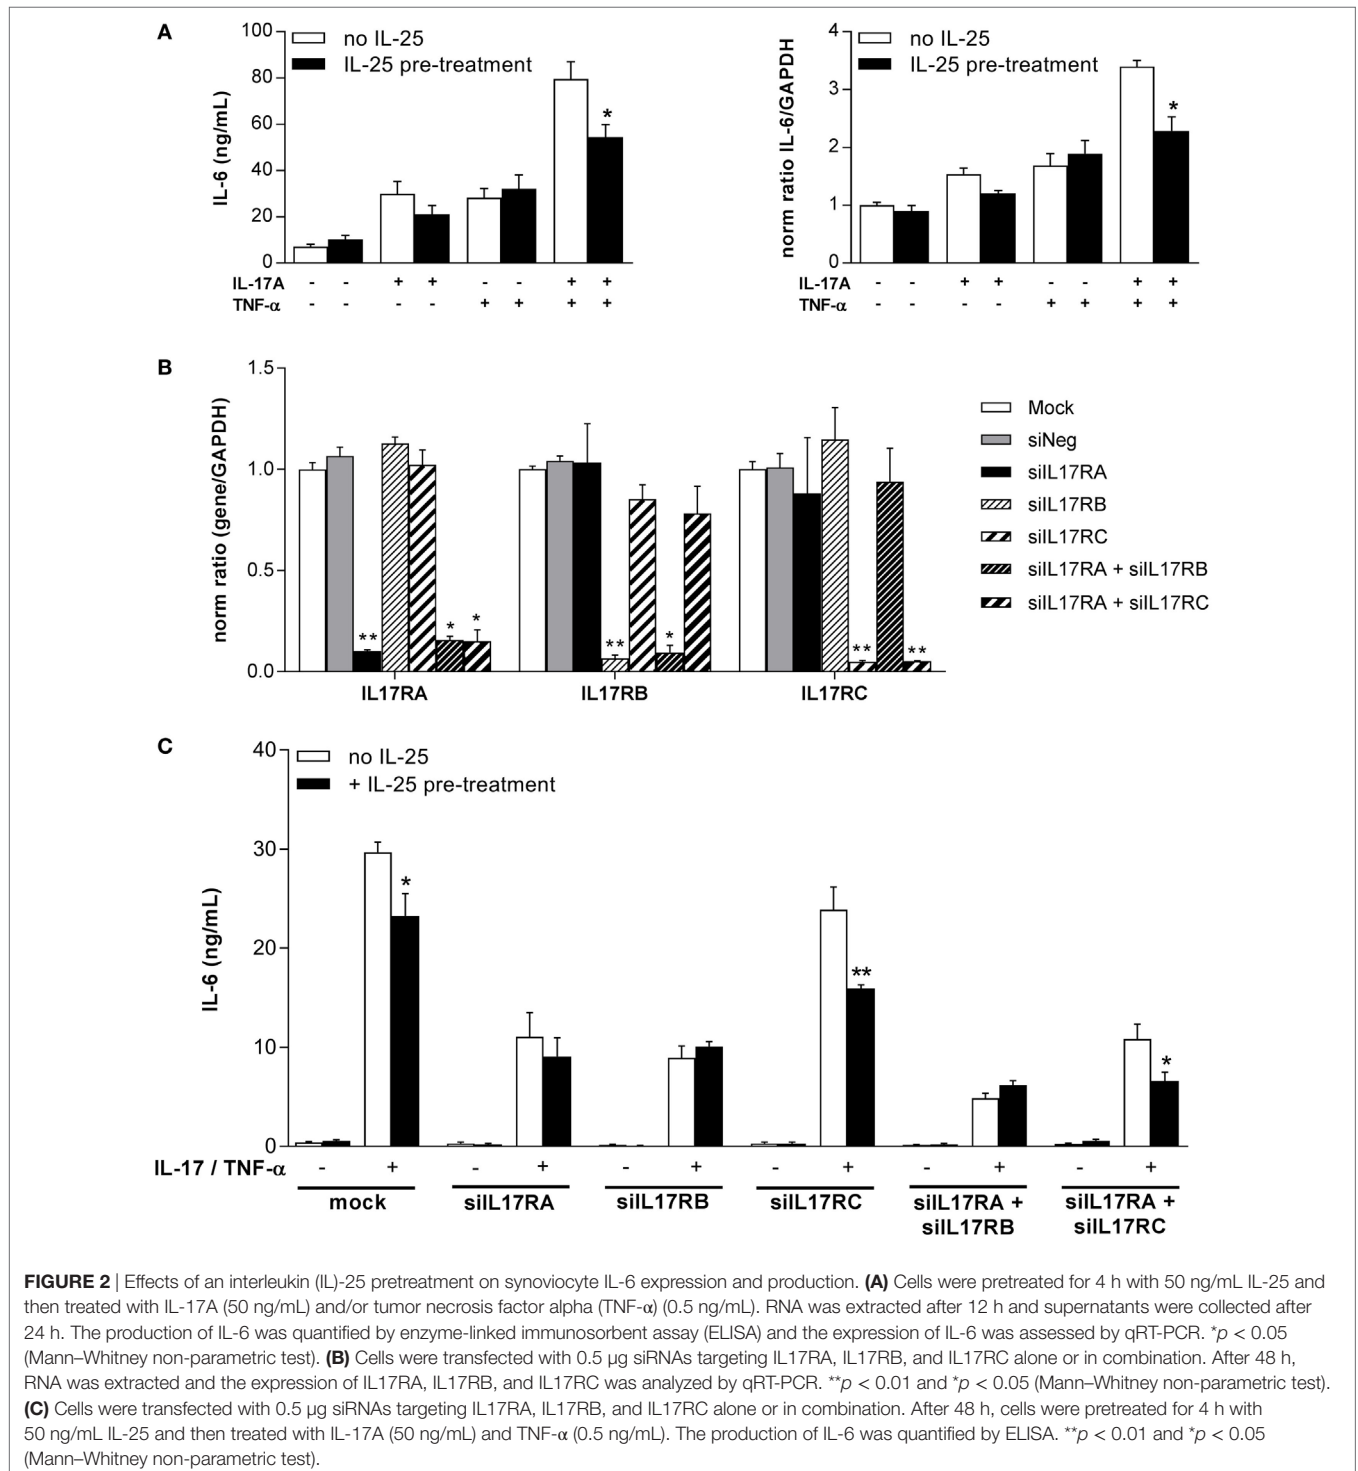 A
100
80
60
40
20
0
IL-6 (ng/mL)
no IL-25
IL-25 pre-treatment
*
IL-17A - - + + - - + +
TNF-α - - - - + + + +
4
3
2
1
0
norm ratio IL-6/GAPDH
no IL-25
IL-25 pre-treatment
*
IL-17A - - + + - - + +
TNF-α - - - - + + + +
B
1.5
1.0
0.5
0.0
norm ratio (gene/GAPDH)
** * *
** *
** **
IL17RA IL17RB IL17RC
Mock
siNeg
siIL17RA
siIL17RB
siIL17RC
siIL17RA + siIL17RB
siIL17RA + siIL17RC
C
40
30
20
10
0
IL-6 (ng/mL)
no IL-25
+ IL-25 pre-treatment
* ** *
IL-17 / TNF-α - + - + - + - + - + - +
mock siIL17RA siIL17RB siIL17RC siIL17RA + siIL17RA +
siIL17RB siIL17RC
FIGURE 2 | Effects of an interleukin (IL)-25 pretreatment on synoviocyte IL-6 expression and production. (A) Cells were pretreated for 4 h with 50 ng/mL IL-25 and
then treated with IL-17A (50 ng/mL) and/or tumor necrosis factor alpha (TNF-α) (0.5 ng/mL). RNA was extracted after 12 h and supernatants were collected after
24 h. The production of IL-6 was quantified by enzyme-linked immunosorbent assay (ELISA) and the expression of IL-6 was assessed by qRT-PCR. *p < 0.05
(Mann–Whitney non-parametric test). (B) Cells were transfected with 0.5 µg siRNAs targeting IL17RA, IL17RB, and IL17RC alone or in combination. After 48 h,
RNA was extracted and the expression of IL17RA, IL17RB, and IL17RC was analyzed by qRT-PCR. **p < 0.01 and *p < 0.05 (Mann–Whitney non-parametric test).
(C) Cells were transfected with 0.5 µg siRNAs targeting IL17RA, IL17RB, and IL17RC alone or in combination. After 48 h, cells were pretreated for 4 h with
50 ng/mL IL-25 and then treated with IL-17A (50 ng/mL) and TNF-α (0.5 ng/mL). The production of IL-6 was quantified by ELISA. **p < 0.01 and *p < 0.05
(Mann–Whitney non-parametric test).